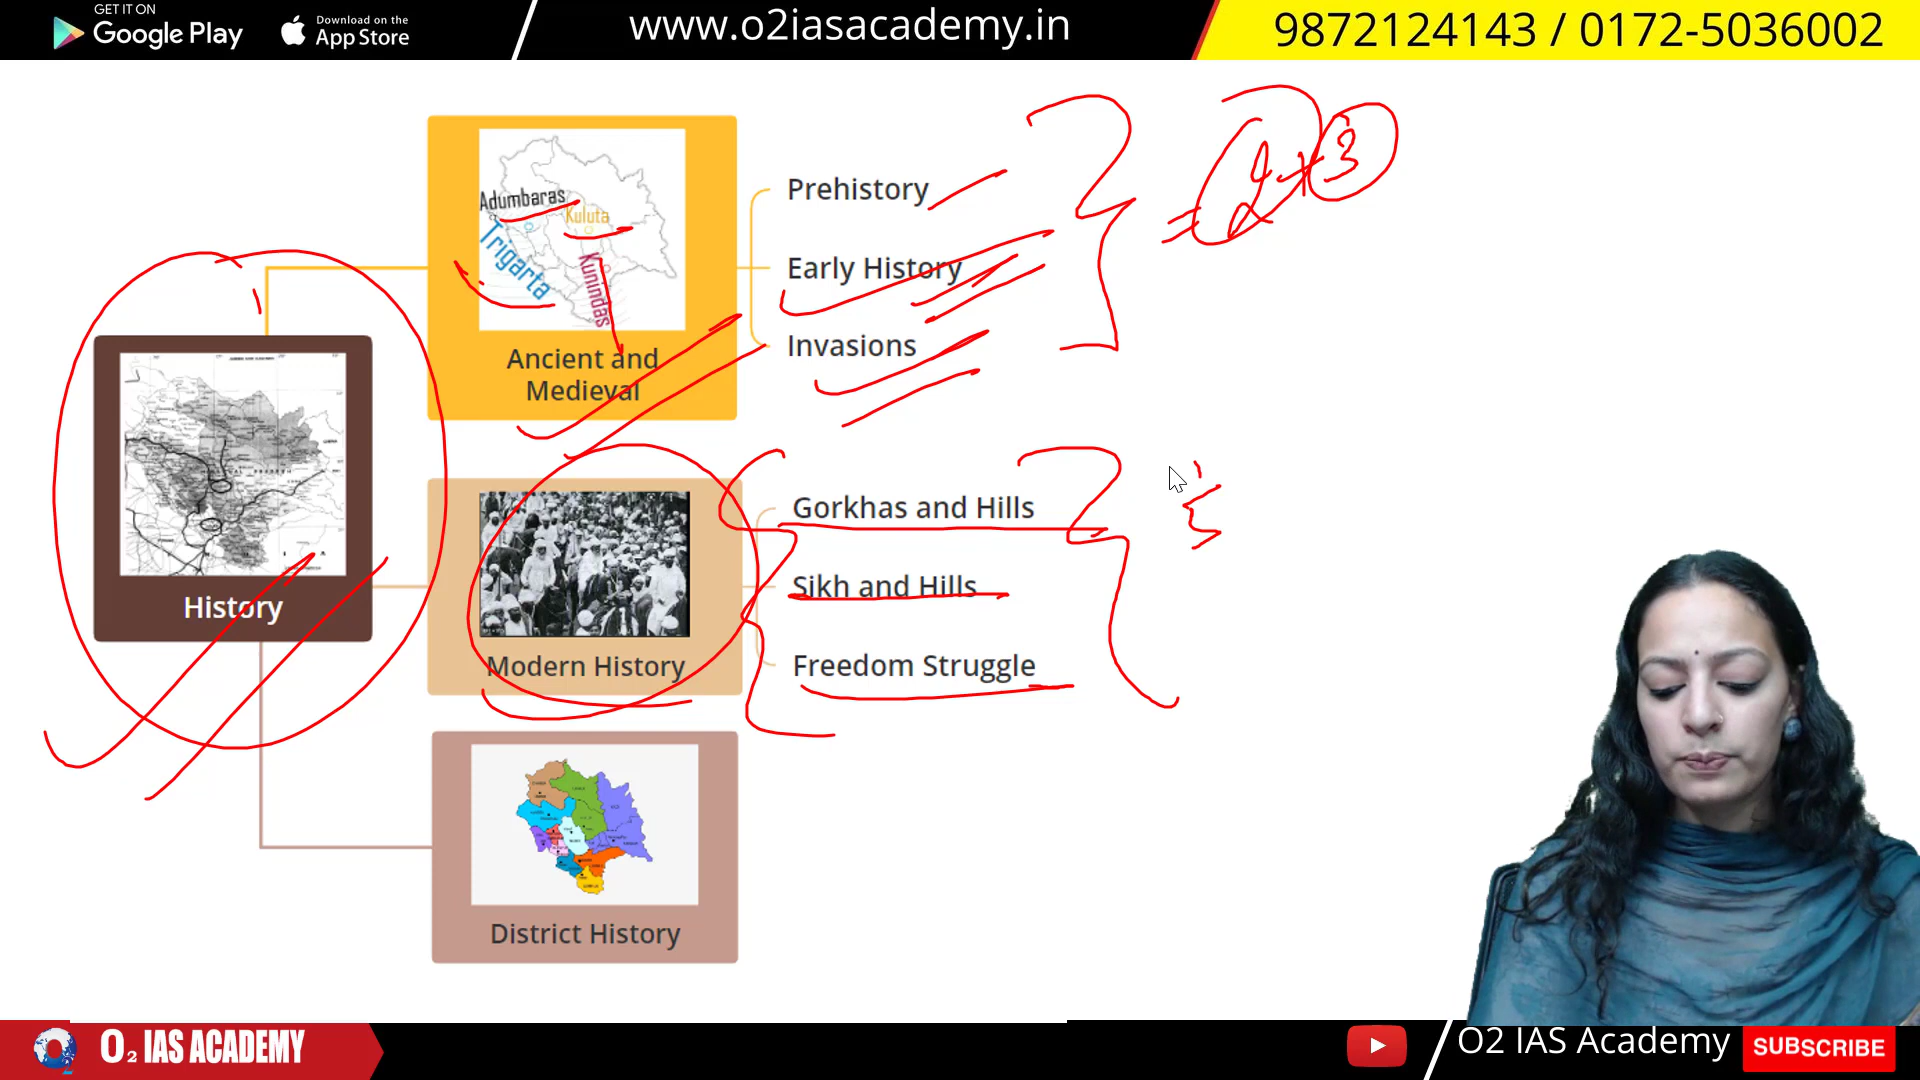 GET IT ON
Google Play
Download on the
App Store
www.o2iasacademy.in
9872124143 / 0172-5036002
Adumbaras
Kuluta
Trigarta
Kunindas
Ancient and
Medieval
Prehistory
Early History
Invasions
History
Modern History
Gorkhas and Hills
Sikh and Hills
Freedom Struggle
District History
O2 IAS ACADEMY
O2 IAS Academy
SUBSCRIBE